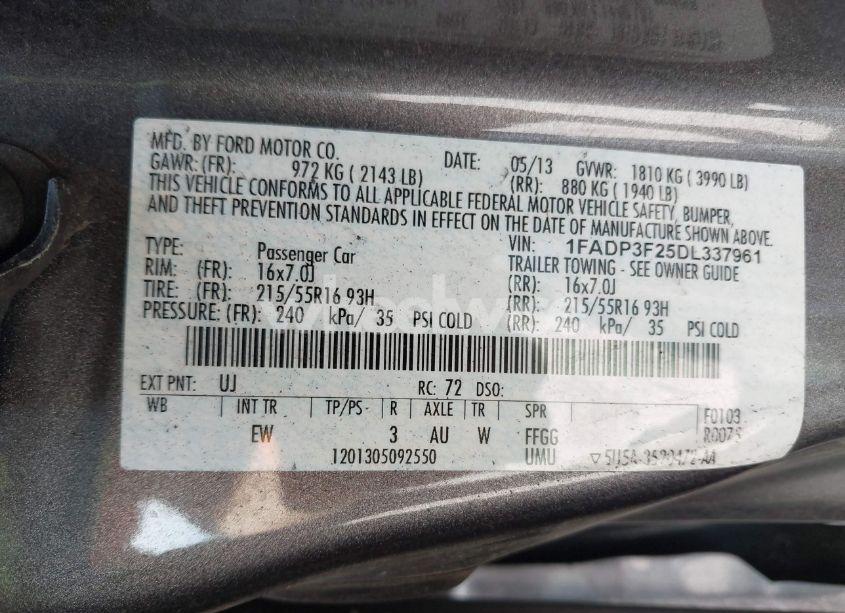 MFD. BY FORD MOTOR CO. DATE: 05/13 GVWR: 1810 KG ( 3990 LB)
GAWR: (FR): 972 KG ( 2143 LB) (RR): 880 KG ( 1940 LB)
THIS VEHICLE CONFORMS TO ALL APPLICABLE FEDERAL MOTOR VEHICLE SAFETY, BUMPER,
AND THEFT PREVENTION STANDARDS IN EFFECT ON THE DATE OF MANUFACTURE SHOWN ABOVE.
VIN: 1FADP3F25DL337961
TYPE: Passenger Car TRAILER TOWING - SEE OWNER GUIDE
RIM: (FR): 16x7.0J (RR): 16x7.0J
TIRE: (FR): 215/55R16 93H (RR): 215/55R16 93H
PRESSURE: (FR): 240 kPa/ 35 PSI COLD (RR): 240 kPa/ 35 PSI COLD
EXT PNT: UJ RC: 72 DSO:
WB INT TR TP/PS R AXLE TR SPR F0103
EW 3 AU W FFGG
1201305092550 UMU